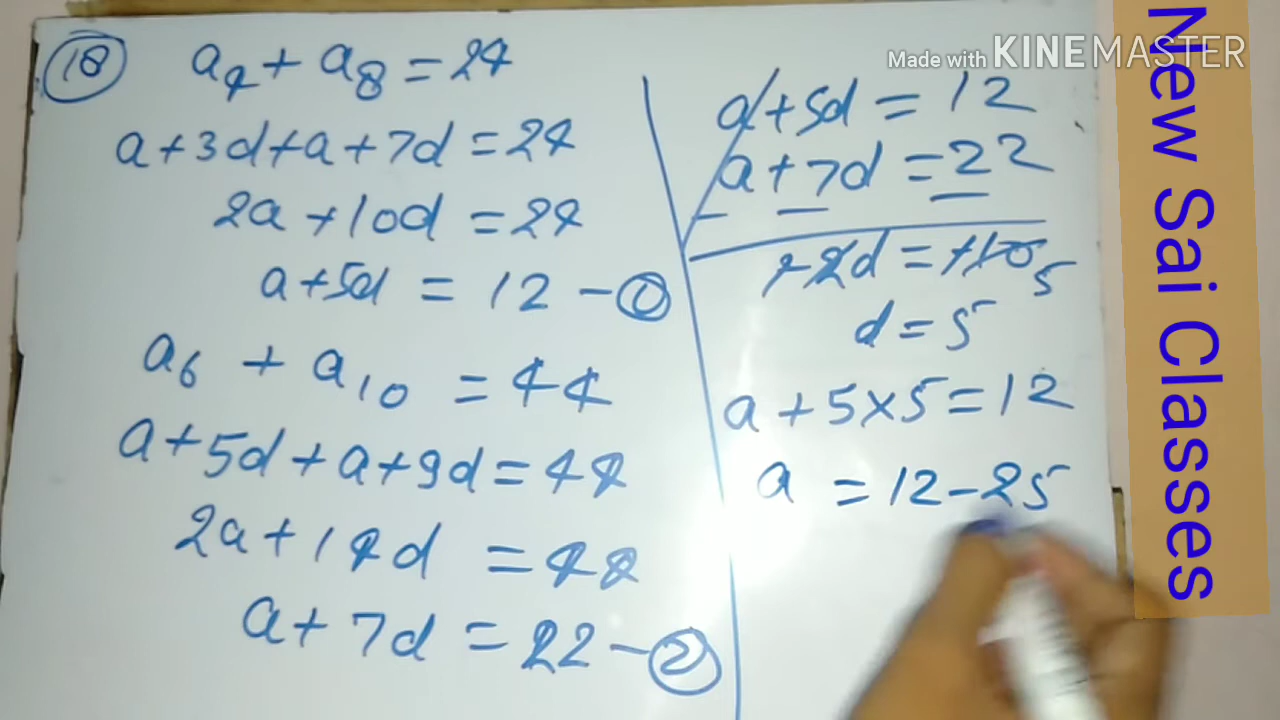 18
a₄ + a₈ = 24
a + 3d + a + 7d = 24
2a + 10d = 24
a + 5d = 12 - ①
a₆ + a₁₀ = 44
a + 5d + a + 9d = 44
2a + 14d = 44
a + 7d = 22 - ②
Made with KINEMASTER
a + 5d = 12
a + 7d = 22
- - -
-2d = +10 5
d = 5
a + 5×5 = 12
a = 12 - 25
New Sai Classes